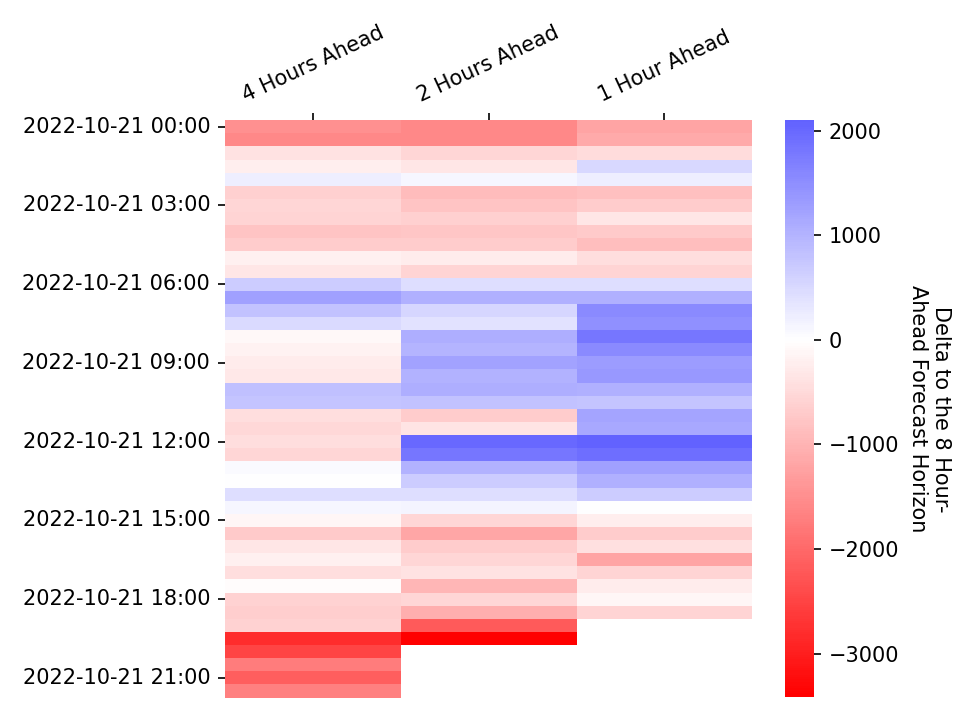 4 Hours Ahead
2 Hours Ahead
1 Hour Ahead
2022-10-21 00:00
2022-10-21 03:00
2022-10-21 06:00
2022-10-21 09:00
2022-10-21 12:00
2022-10-21 15:00
2022-10-21 18:00
2022-10-21 21:00
2000
1000
0
−1000
−2000
−3000
Delta to the 8 Hour-
Ahead Forecast Horizon